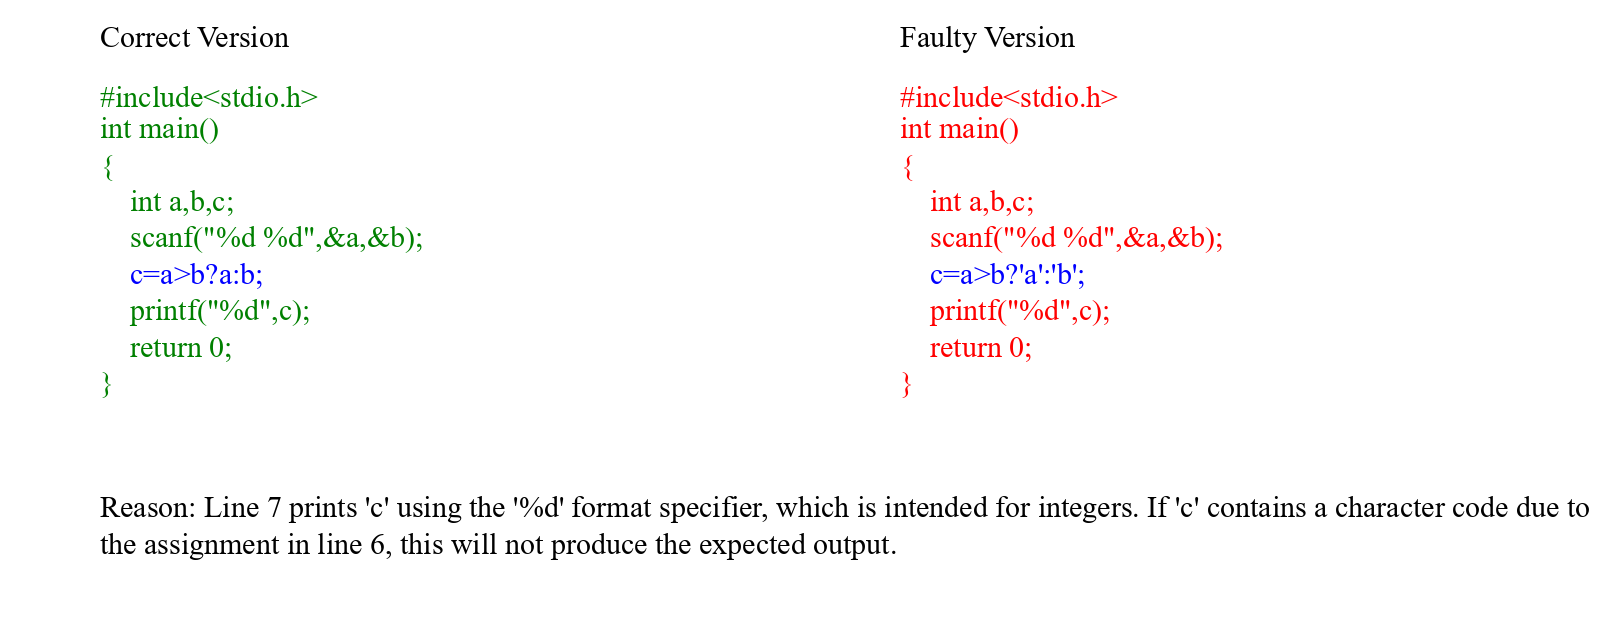 Correct Version
#include<stdio.h>
int main()
{
    int a,b,c;
    scanf("%d %d",&a,&b);
    c=a>b?a:b;
    printf("%d",c);
    return 0;
}
Faulty Version
#include<stdio.h>
int main()
{
    int a,b,c;
    scanf("%d %d",&a,&b);
    c=a>b?'a':'b';
    printf("%d",c);
    return 0;
}
Reason: Line 7 prints 'c' using the '%d' format specifier, which is intended for integers. If 'c' contains a character code due to
the assignment in line 6, this will not produce the expected output.